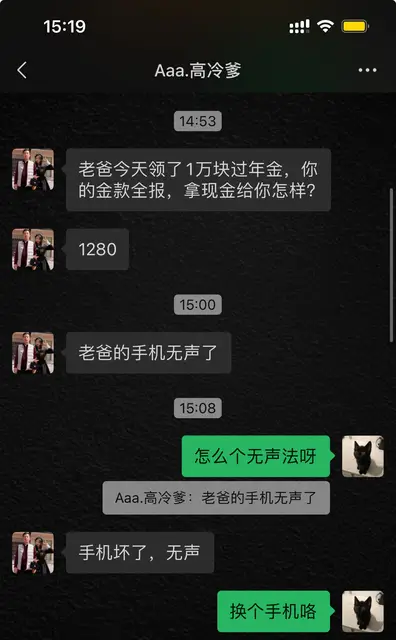 15:19
Aaa.高冷爹
14:53
老爸今天领了1万块过年金，你
的金款全报，拿现金给你怎样？
1280
15:00
老爸的手机无声了
15:08
怎么个无声法呀
Aaa.高冷爹：老爸的手机无声了
手机坏了，无声
换个手机咯